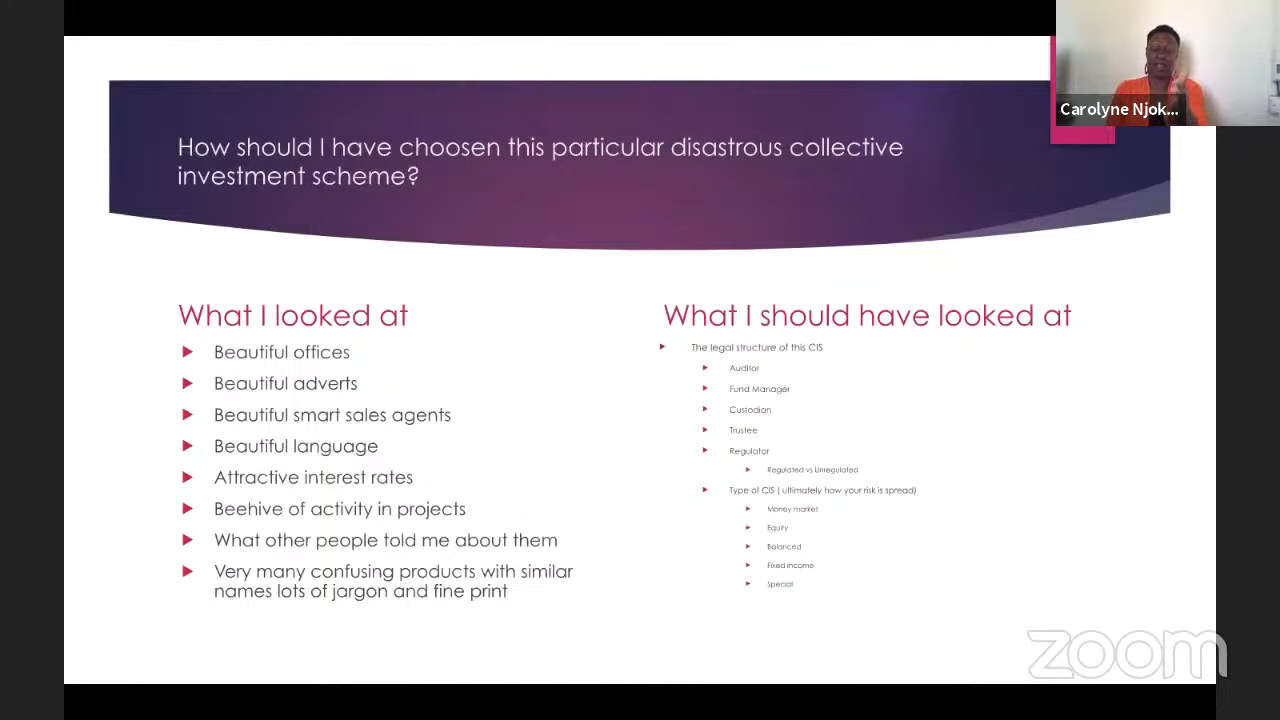 Carolyne Njok...
How should I have choosen this particular disastrous collective
investment scheme?
What I looked at
Beautiful offices
Beautiful adverts
Beautiful smart sales agents
Beautiful language
Attractive interest rates
Beehive of activity in projects
What other people told me about them
Very many confusing products with similar
names lots of jargon and fine print
What I should have looked at
The legal structure of this CIS
Auditor
Fund Manager
Custodian
Trustee
Regulator
Regulated vs Unregulated
Type of CIS ( ultimately how your risk is spread)
Money market
Equity
Balanced
Fixed income
Special
zoom